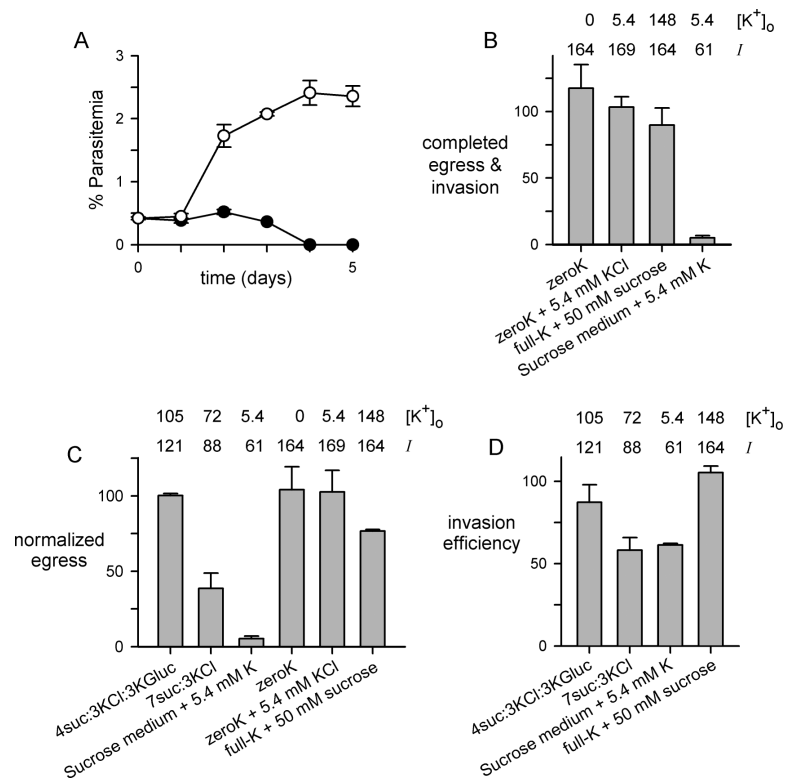 A
3
2
1
0
% Parasitemia
0
5
time (days)
B
0 5.4 148 5.4 [K+]o
164 169 164 61 I
completed
egress &
invasion
100
50
0
zeroK
zeroK + 5.4 mM KCl
full-K + 50 mM sucrose
Sucrose medium + 5.4 mM K
C
105 72 5.4 0 5.4 148 [K+]o
121 88 61 164 169 164 I
normalized
egress
100
50
0
4suc:3KCl:3KGluc
7suc:3KCl
Sucrose medium + 5.4 mM K
zeroK
zeroK + 5.4 mM KCl
full-K + 50 mM sucrose
D
105 72 5.4 148 [K+]o
121 88 61 164 I
invasion
efficiency
100
50
0
4suc:3KCl:3KGluc
7suc:3KCl
Sucrose medium + 5.4 mM K
full-K + 50 mM sucrose